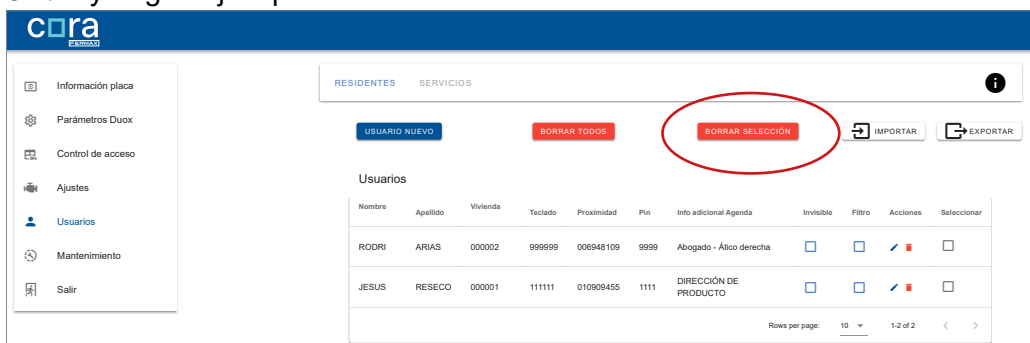 cora
FERMAX
Información placa
Parámetros Duox
Control de acceso
Ajustes
Usuarios
Mantenimiento
Salir
RESIDENTES SERVICIOS
i
USUARIO NUEVO BORRAR TODOS BORRAR SELECCIÓN IMPORTAR EXPORTAR
Usuarios
Nombre Apellido Vivienda Teclado Proximidad Pin Info adicional Agenda Invisible Filtro Acciones Seleccionar
RODRI ARIAS 000002 999999 006948109 9999 Abogado - Ático derecha
JESUS RESECO 000001 111111 010909455 1111 DIRECCIÓN DE
PRODUCTO
Rows per page: 10 1-2 of 2